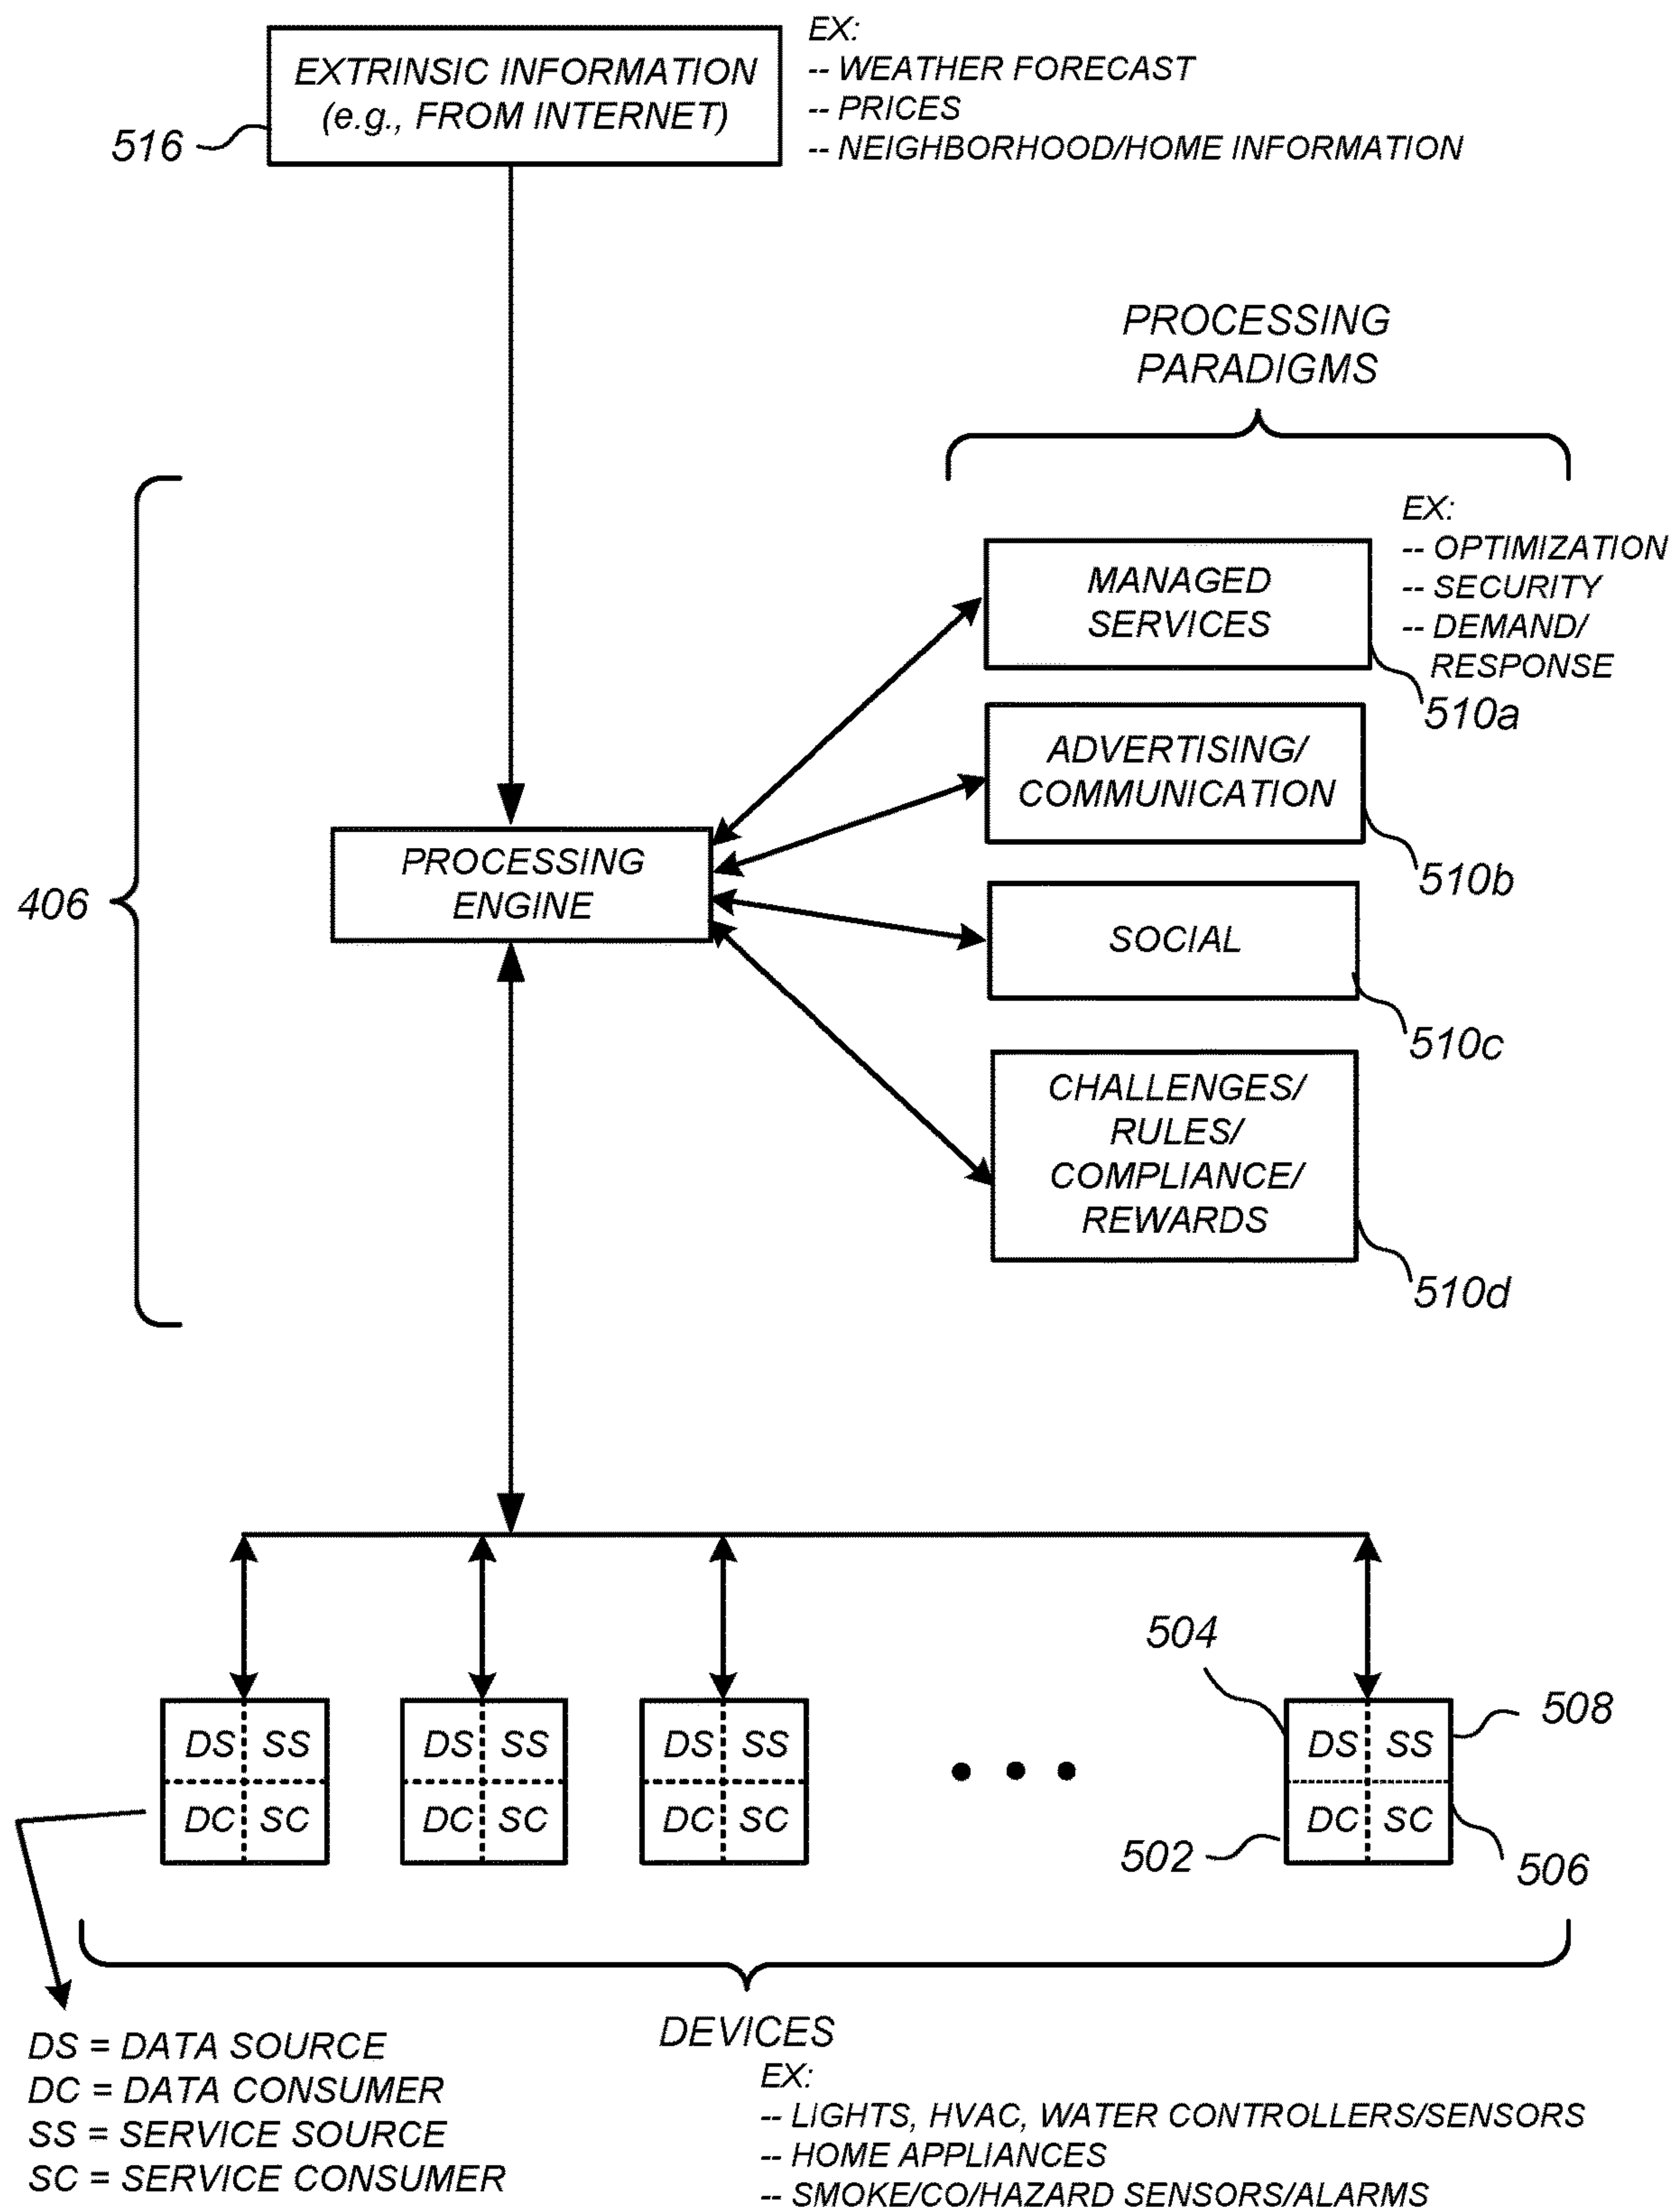 EXTRINSIC INFORMATION
(e.g., FROM INTERNET)
516
EX:
-- WEATHER FORECAST
-- PRICES
-- NEIGHBORHOOD/HOME INFORMATION
PROCESSING
PARADIGMS
406
PROCESSING
ENGINE
MANAGED
SERVICES
EX:
-- OPTIMIZATION
-- SECURITY
-- DEMAND/
RESPONSE
510a
ADVERTISING/
COMMUNICATION
510b
SOCIAL
510c
CHALLENGES/
RULES/
COMPLIANCE/
REWARDS
510d
DS SS
DC SC
DS SS
DC SC
DS SS
DC SC
504
508
DS SS
DC SC
502
506
DS = DATA SOURCE
DC = DATA CONSUMER
SS = SERVICE SOURCE
SC = SERVICE CONSUMER
DEVICES
EX:
-- LIGHTS, HVAC, WATER CONTROLLERS/SENSORS
-- HOME APPLIANCES
-- SMOKE/CO/HAZARD SENSORS/ALARMS